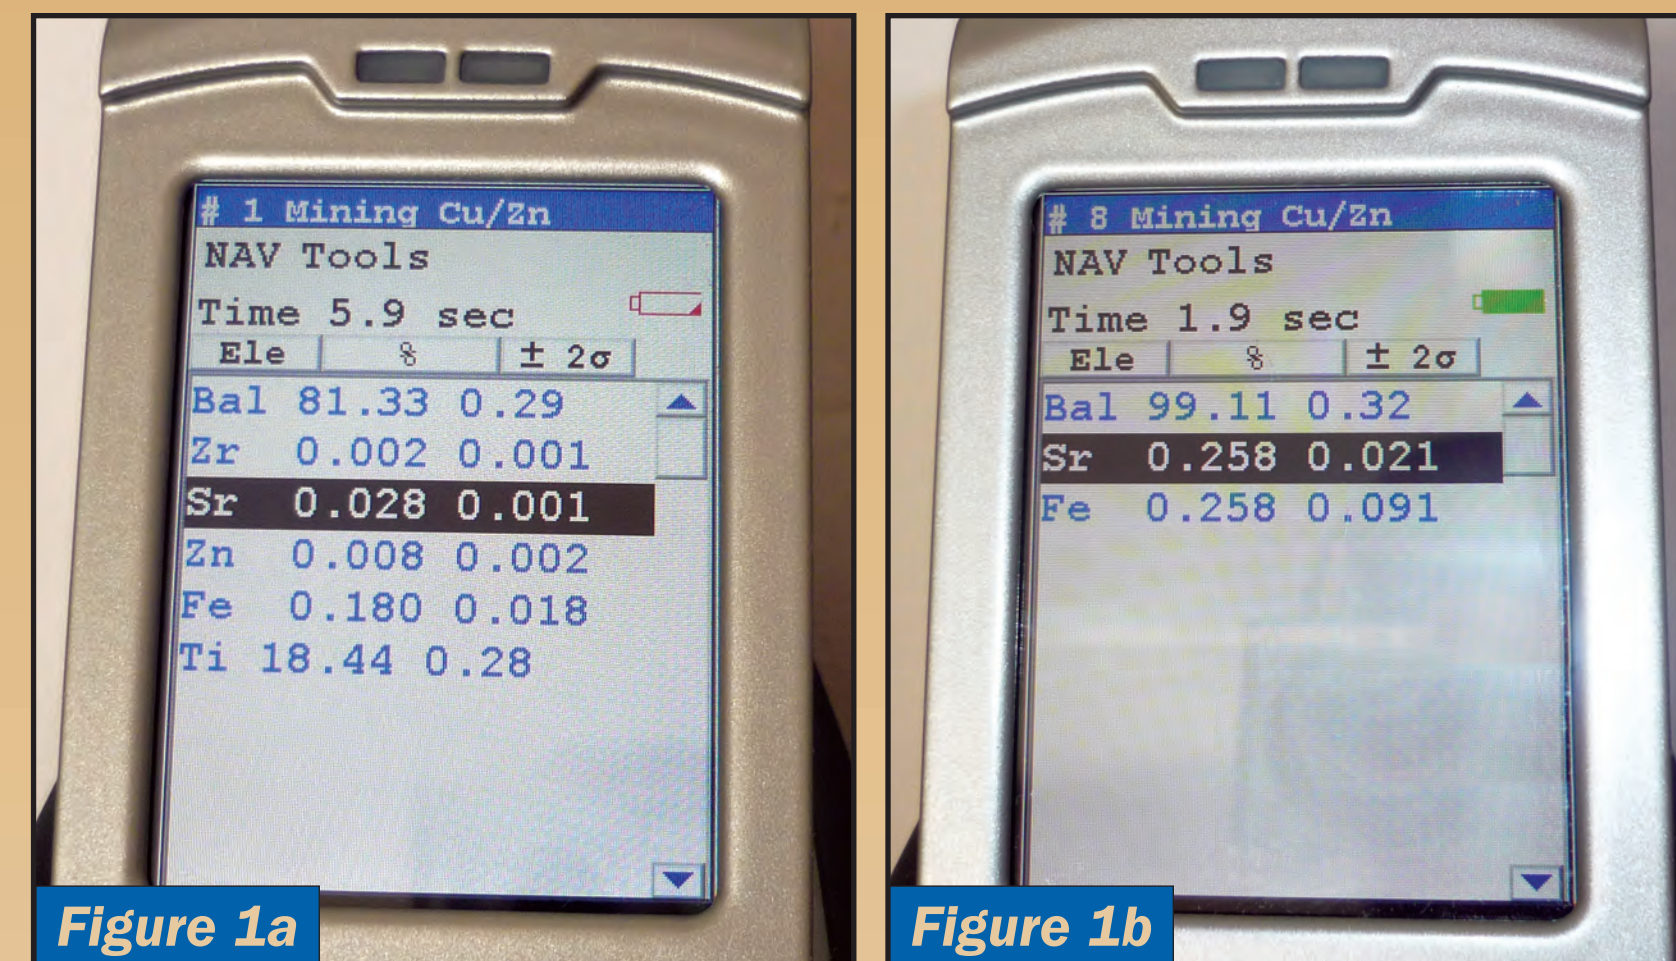 # 1 Mining Cu/Zn
NAV Tools
Time 5.9 sec
Ele % ± 2σ
Bal 81.33 0.29
Zr 0.002 0.001
Sr 0.028 0.001
Zn 0.008 0.002
Fe 0.180 0.018
Ti 18.44 0.28
Figure 1a
# 8 Mining Cu/Zn
NAV Tools
Time 1.9 sec
Ele % ± 2σ
Bal 99.11 0.32
Sr 0.258 0.021
Fe 0.258 0.091
Figure 1b